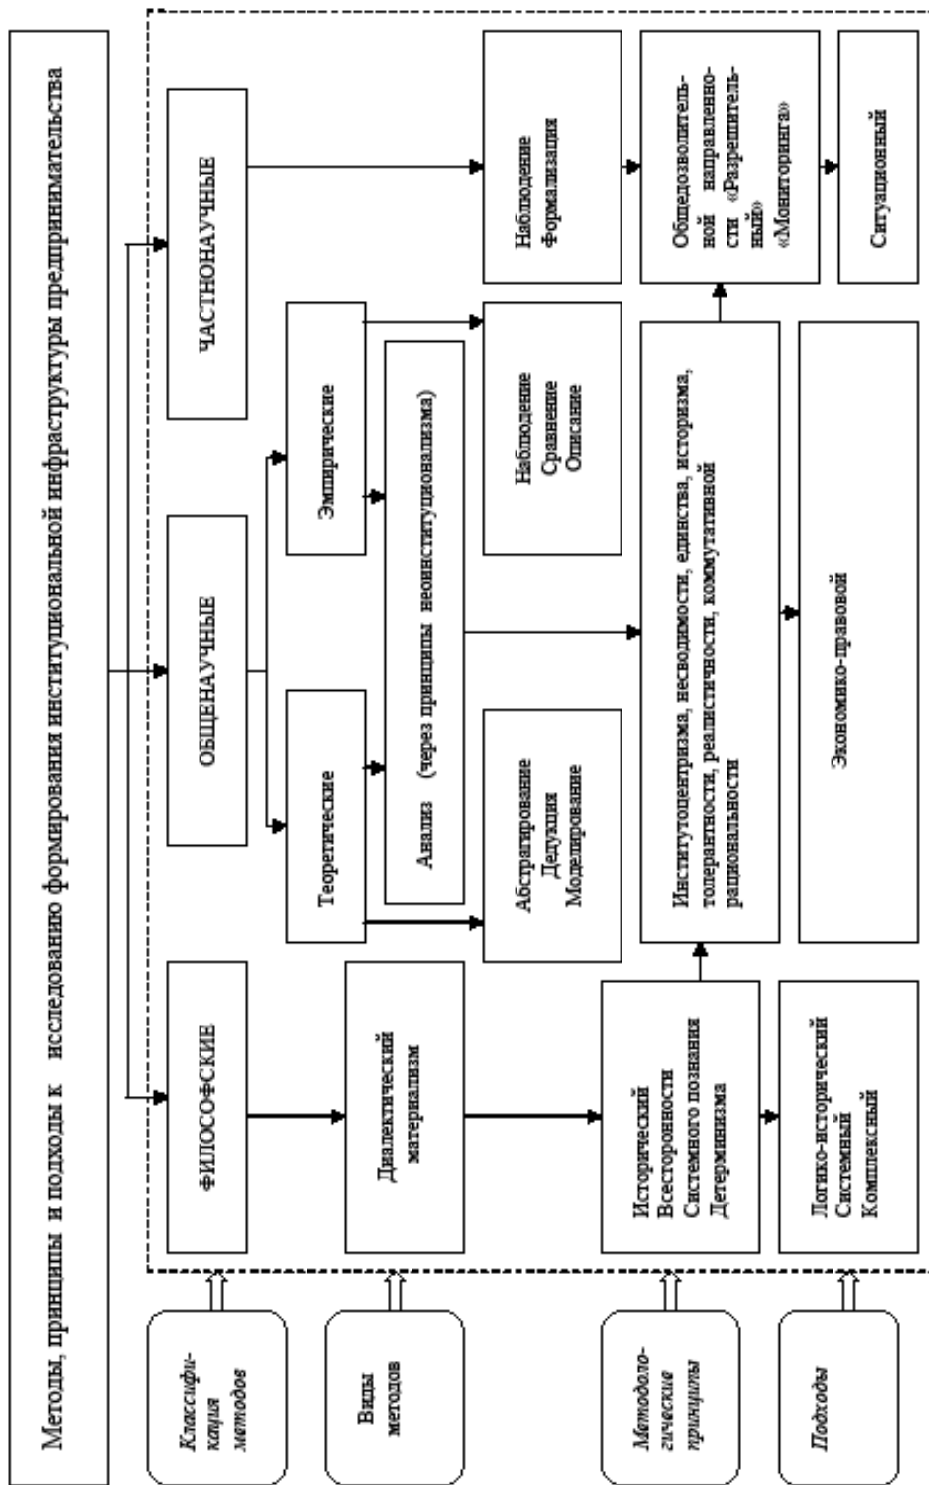 Методы, принципы и подходы к исследованию формирования институциональной инфраструктуры предпринимательства
Классифи-
кация
методов
ФИЛОСОФСКИЕ
ОБЩЕНАУЧНЫЕ
ЧАСТНОНАУЧНЫЕ
Виды
методов
Диалектический
материализм
Теоретические
Эмпирические
Анализ (через принципы неоинституционализма)
Абстрагирование
Дедукция
Моделирование
Наблюдение
Сравнение
Описание
Наблюдение
Формализация
Методоло-
гические
принципы
Исторический
Всесторонности
Системного познания
Детерминизма
Институтоцентризма, несводимости, единства, историзма,
толерантности, реалистичности, коммутативной
рациональности
Общедозволитель-
ной направленно-
сти «Разрешитель-
ный»
«Мониторинга»
Подходы
Логико-исторический
Системный
Комплексный
Экономико-правовой
Ситуационный